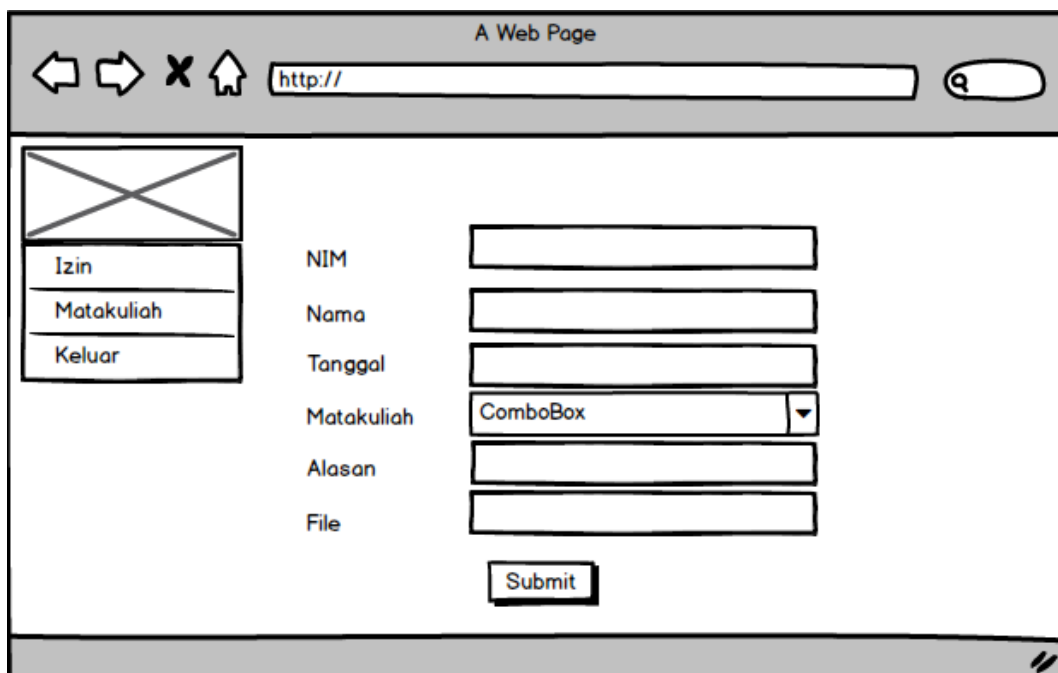 A Web Page
http://
Izin
Matakuliah
Keluar
NIM
Nama
Tanggal
Matakuliah
ComboBox
Alasan
File
Submit